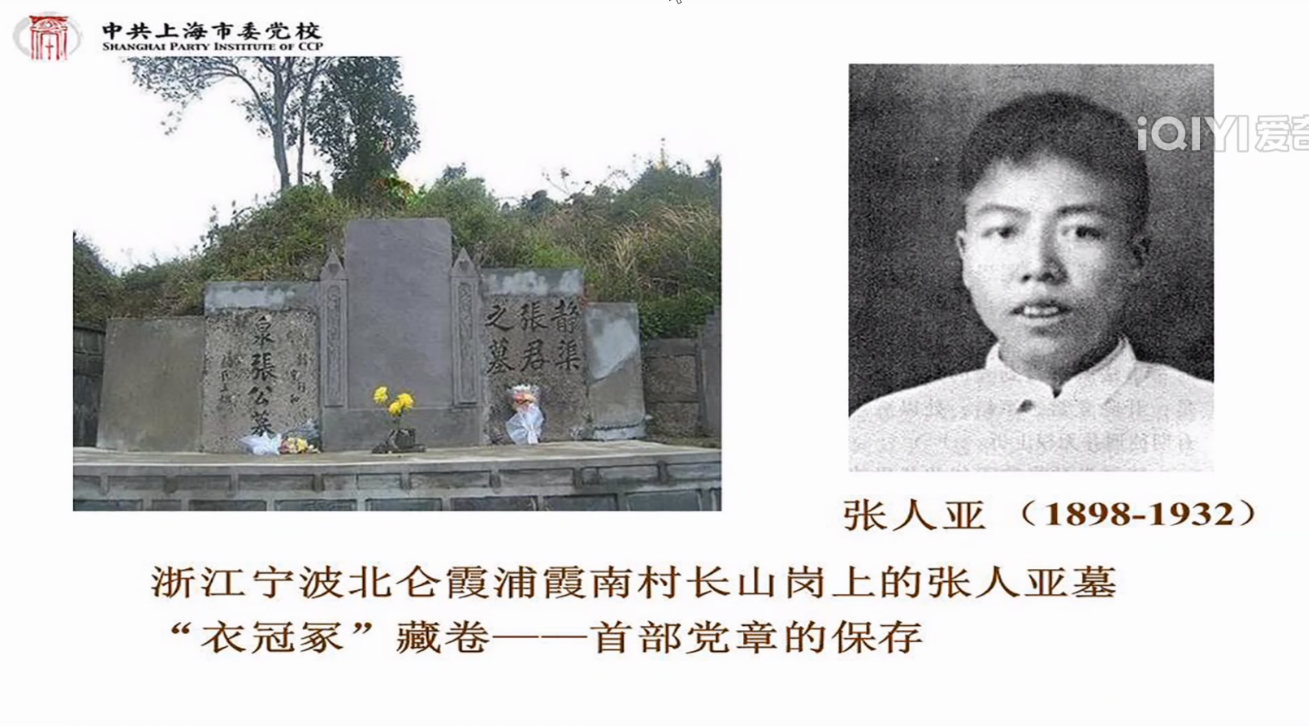 中共上海市委党校
SHANGHAI PARTY INSTITUTE OF CCP
iQIYI 爱奇
泉張公墓
靜渠
張君
之墓
张人亚（1898-1932）
浙江宁波北仑霞浦霞南村长山岗上的张人亚墓
“衣冠冢”藏卷——首部党章的保存